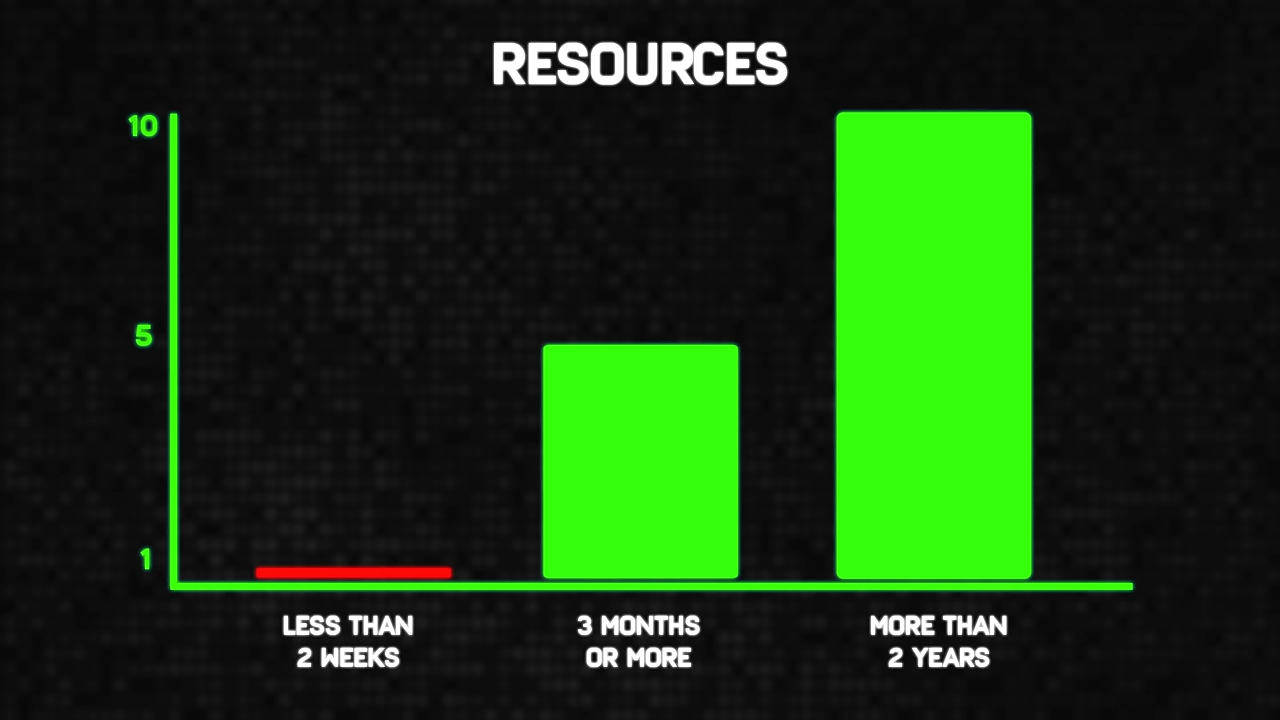 RESOURCES
10
5
1
LESS THAN
2 WEEKS
3 MONTHS
OR MORE
MORE THAN
2 YEARS